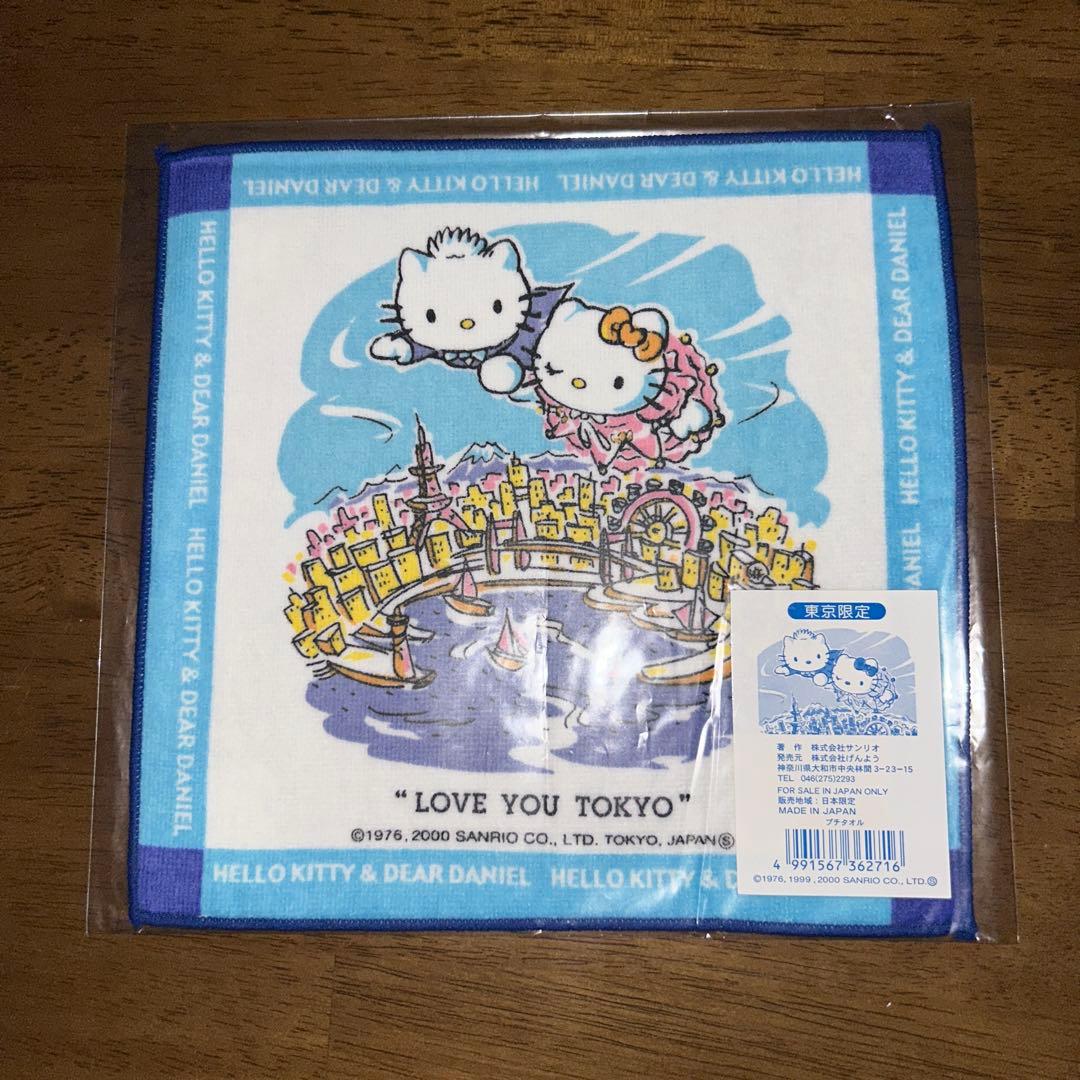 HELLO KITTY & DEAR DANIEL HELLO KITTY & DEAR DANIEL
HELLO KITTY & DEAR DANIEL HELLO KITTY & DEAR DANIEL
HELLO KITTY & DEAR DANIEL
ANIEL
東京限定
著 作 株式会社サンリオ
発売元 株式会社げんよう
神奈川県大和市中央林間3-23-15
TEL 046(275)2293
FOR SALE IN JAPAN ONLY
販売地域:日本限定
MADE IN JAPAN
プチタオル
4 991567 362716
©1976, 1999, 2000 SANRIO CO., LTD.Ⓢ
"LOVE YOU TOKYO"
©1976, 2000 SANRIO CO., LTD. TOKYO, JAPANⓈ
HELLO KITTY & DEAR DANIEL HELLO KITTY & D